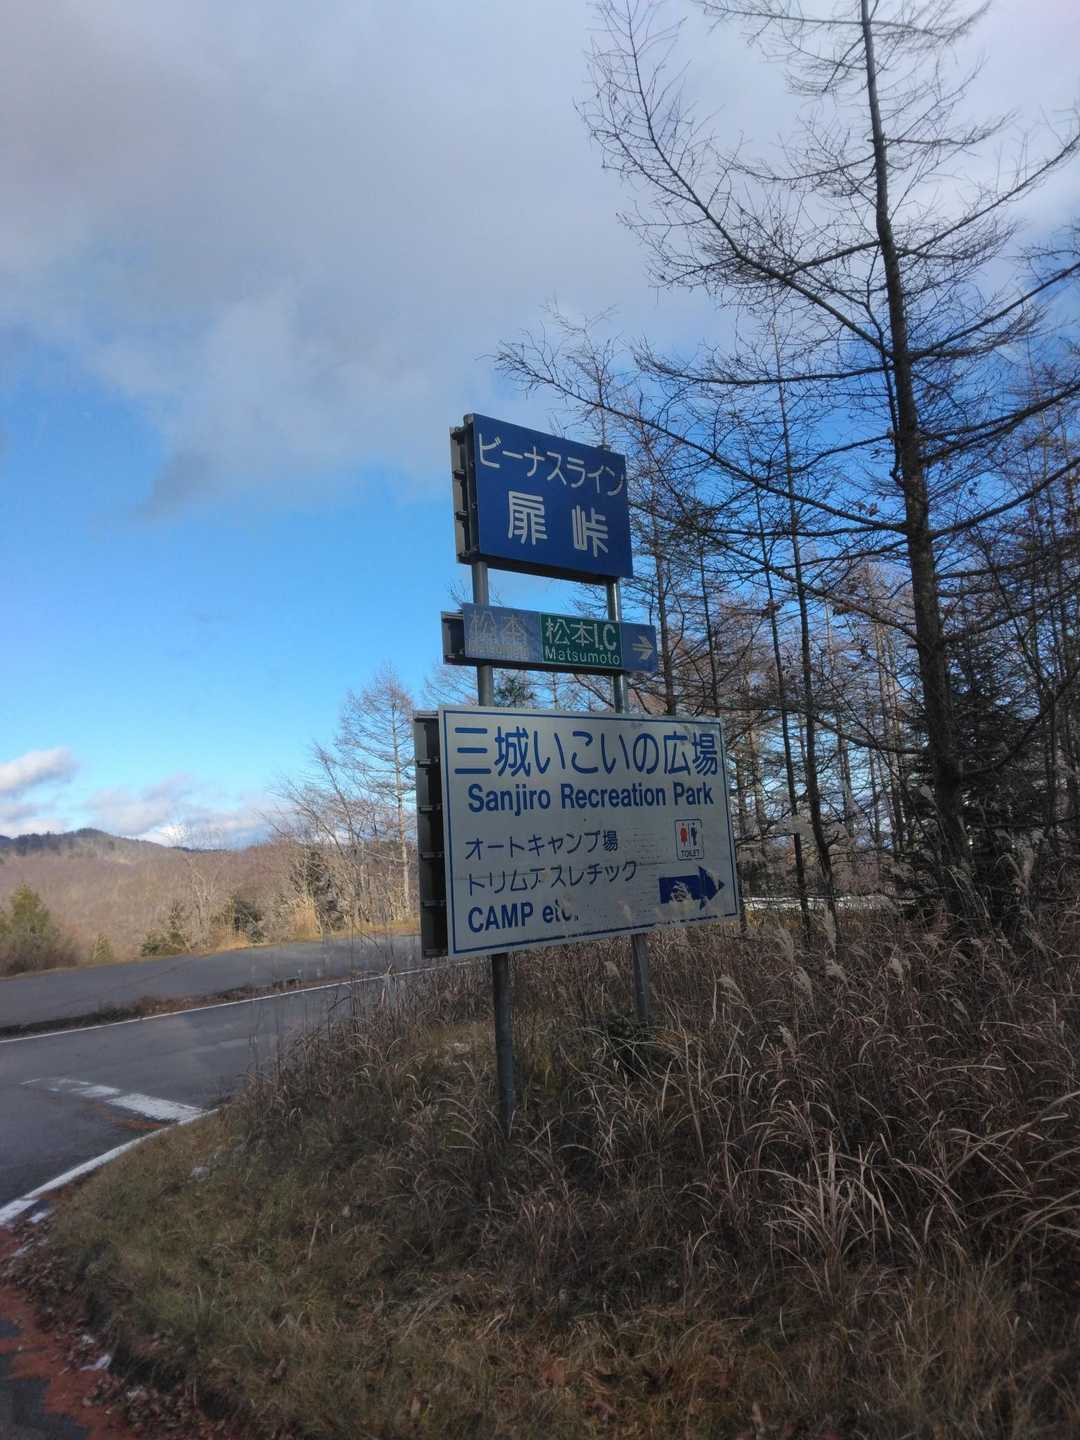 ビーナスライン
扉峠
松本 松本I.C
Matsumoto
三城いこいの広場
Sanjiro Recreation Park
オートキャンプ場
トリムアスレチック
TOILET
CAMP etc.